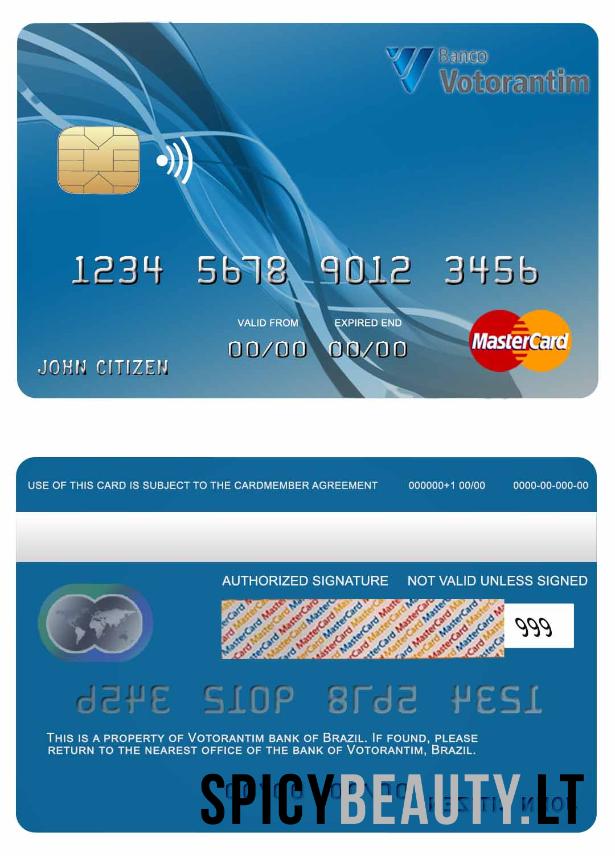 Banco
Votorantim
1234 5678 9012 3456
VALID FROM EXPIRED END
00/00 00/00
JOHN CITIZEN
MasterCard
USE OF THIS CARD IS SUBJECT TO THE CARDMEMBER AGREEMENT 000000+1 00/00 0000-00-000-00
AUTHORIZED SIGNATURE NOT VALID UNLESS SIGNED
MasterCard MasterCard MasterCard
999
THIS IS A PROPERTY OF VOTORANTIM BANK OF BRAZIL. IF FOUND, PLEASE
RETURN TO THE NEAREST OFFICE OF THE BANK OF VOTORANTIM, BRAZIL.
SPICYBEAUTY.LT